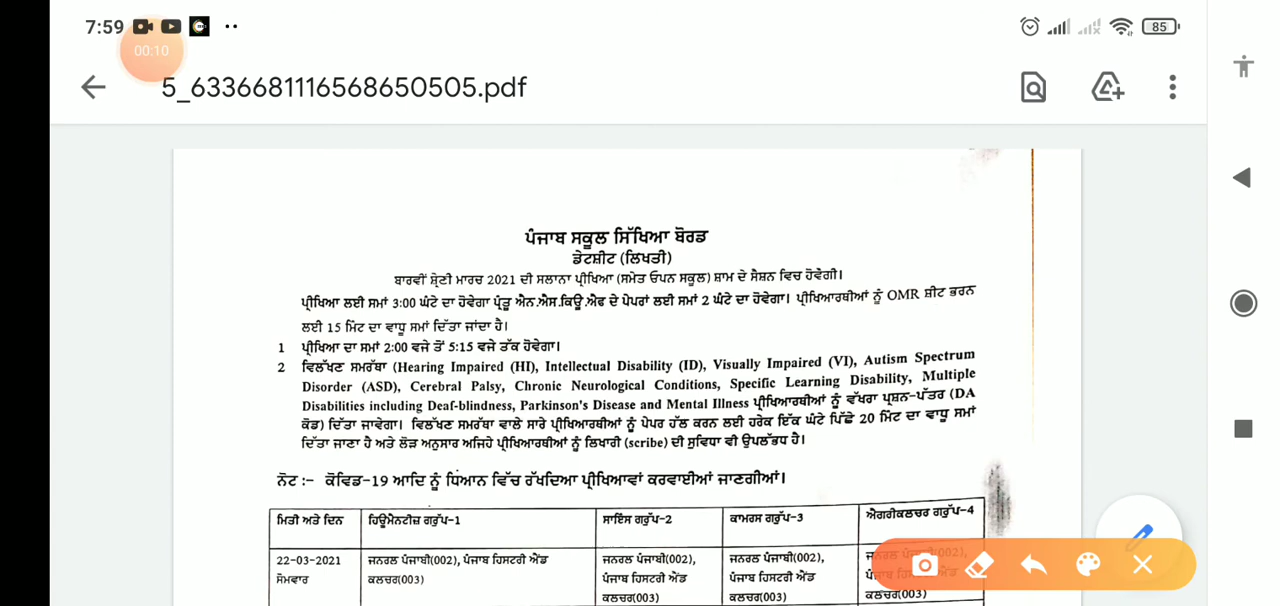 7:59
85
00:10
5_6336681116568650505.pdf
ਪੰਜਾਬ ਸਕੂਲ ਸਿੱਖਿਆ ਬੋਰਡ
ਡੇਟਸ਼ੀਟ (ਲਿਖਤੀ)
ਬਾਰਵੀਂ ਸ਼੍ਰੇਣੀ ਮਾਰਚ 2021 ਦੀ ਸਲਾਨਾ ਪ੍ਰੀਖਿਆ (ਸਮੇਤ ਓਪਨ ਸਕੂਲ) ਸ਼ਾਮ ਦੇ ਸੈਸ਼ਨ ਵਿਚ ਹੋਵੇਗੀ।
ਪ੍ਰੀਖਿਆ ਲਈ ਸਮਾਂ 3:00 ਘੰਟੇ ਦਾ ਹੋਵੇਗਾ ਪ੍ਰੰਤੂ ਐਨ.ਐਸ.ਕਿਊ.ਐਫ ਦੇ ਪੇਪਰਾਂ ਲਈ ਸਮਾਂ 2 ਘੰਟੇ ਦਾ ਹੋਵੇਗਾ। ਪ੍ਰੀਖਿਆਰਥੀਆਂ ਨੂੰ OMR ਸ਼ੀਟ ਭਰਨ
ਲਈ 15 ਮਿੰਟ ਦਾ ਵਾਧੂ ਸਮਾਂ ਦਿੱਤਾ ਜਾਂਦਾ ਹੈ।
1 ਪ੍ਰੀਖਿਆ ਦਾ ਸਮਾਂ 2:00 ਵਜੇ ਤੋਂ 5:15 ਵਜੇ ਤੱਕ ਹੋਵੇਗਾ।
2 ਵਿਲੱਖਣ ਸਮਰੱਥਾ (Hearing Impaired (HI), Intellectual Disability (ID), Visually Impaired (VI), Autism Spectrum
Disorder (ASD), Cerebral Palsy, Chronic Neurological Conditions, Specific Learning Disability, Multiple
Disabilities including Deaf-blindness, Parkinson's Disease and Mental Illness ਪ੍ਰੀਖਿਆਰਥੀਆਂ ਨੂੰ ਵੱਖਰਾ ਪ੍ਰਸ਼ਨ-ਪੱਤਰ (DA
ਕੋਡ) ਦਿੱਤਾ ਜਾਵੇਗਾ। ਵਿਲੱਖਣ ਸਮਰੱਥਾ ਵਾਲੇ ਸਾਰੇ ਪ੍ਰੀਖਿਆਰਥੀਆਂ ਨੂੰ ਪੇਪਰ ਹੱਲ ਕਰਨ ਲਈ ਹਰੇਕ ਇੱਕ ਘੰਟੇ ਪਿੱਛੇ 20 ਮਿੰਟ ਦਾ ਵਾਧੂ ਸਮਾਂ
ਦਿੱਤਾ ਜਾਣਾ ਹੈ ਅਤੇ ਲੋੜ ਅਨੁਸਾਰ ਅਜਿਹੇ ਪ੍ਰੀਖਿਆਰਥੀਆਂ ਨੂੰ ਲਿਖਾਰੀ (scribe) ਦੀ ਸੁਵਿਧਾ ਵੀ ਉਪਲੱਬਧ ਹੈ।
ਨੋਟ :- ਕੋਵਿਡ-19 ਆਦਿ ਨੂੰ ਧਿਆਨ ਵਿੱਚ ਰੱਖਦਿਆ ਪ੍ਰੀਖਿਆਵਾਂ ਕਰਵਾਈਆਂ ਜਾਣਗੀਆਂ।
ਮਿਤੀ ਅਤੇ ਦਿਨ ਹਿਊਮੈਨਟੀਜ਼ ਗਰੁੱਪ-1 ਸਾਇੰਸ ਗਰੁੱਪ-2 ਕਾਮਰਸ ਗਰੁੱਪ-3 ਐਗਰੀਕਲਚਰ ਗਰੁੱਪ-4
22-03-2021 ਜਨਰਲ ਪੰਜਾਬੀ(002), ਪੰਜਾਬ ਹਿਸਟਰੀ ਐਂਡ ਜਨਰਲ ਪੰਜਾਬੀ(002), ਜਨਰਲ ਪੰਜਾਬੀ(002), ਜਨਰਲ ਪੰਜਾਬੀ(002),
ਸੋਮਵਾਰ ਕਲਚਰ(003) ਪੰਜਾਬ ਹਿਸਟਰੀ ਐਂਡ ਪੰਜਾਬ ਹਿਸਟਰੀ ਐਂਡ
ਕਲਚਰ(003) ਕਲਚਰ(003) ਕਲਚਰ(003)